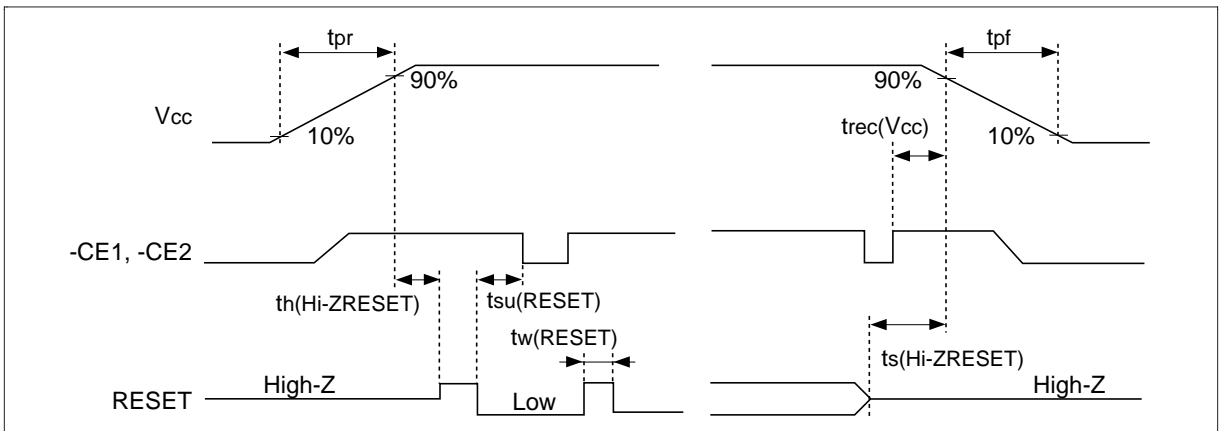 tpr
tpf
90%
90%
Vcc
10%
trec(Vcc)
10%
-CE1, -CE2
th(Hi-ZRESET)
tsu(RESET)
tw(RESET)
ts(Hi-ZRESET)
RESET
High-Z
Low
High-Z